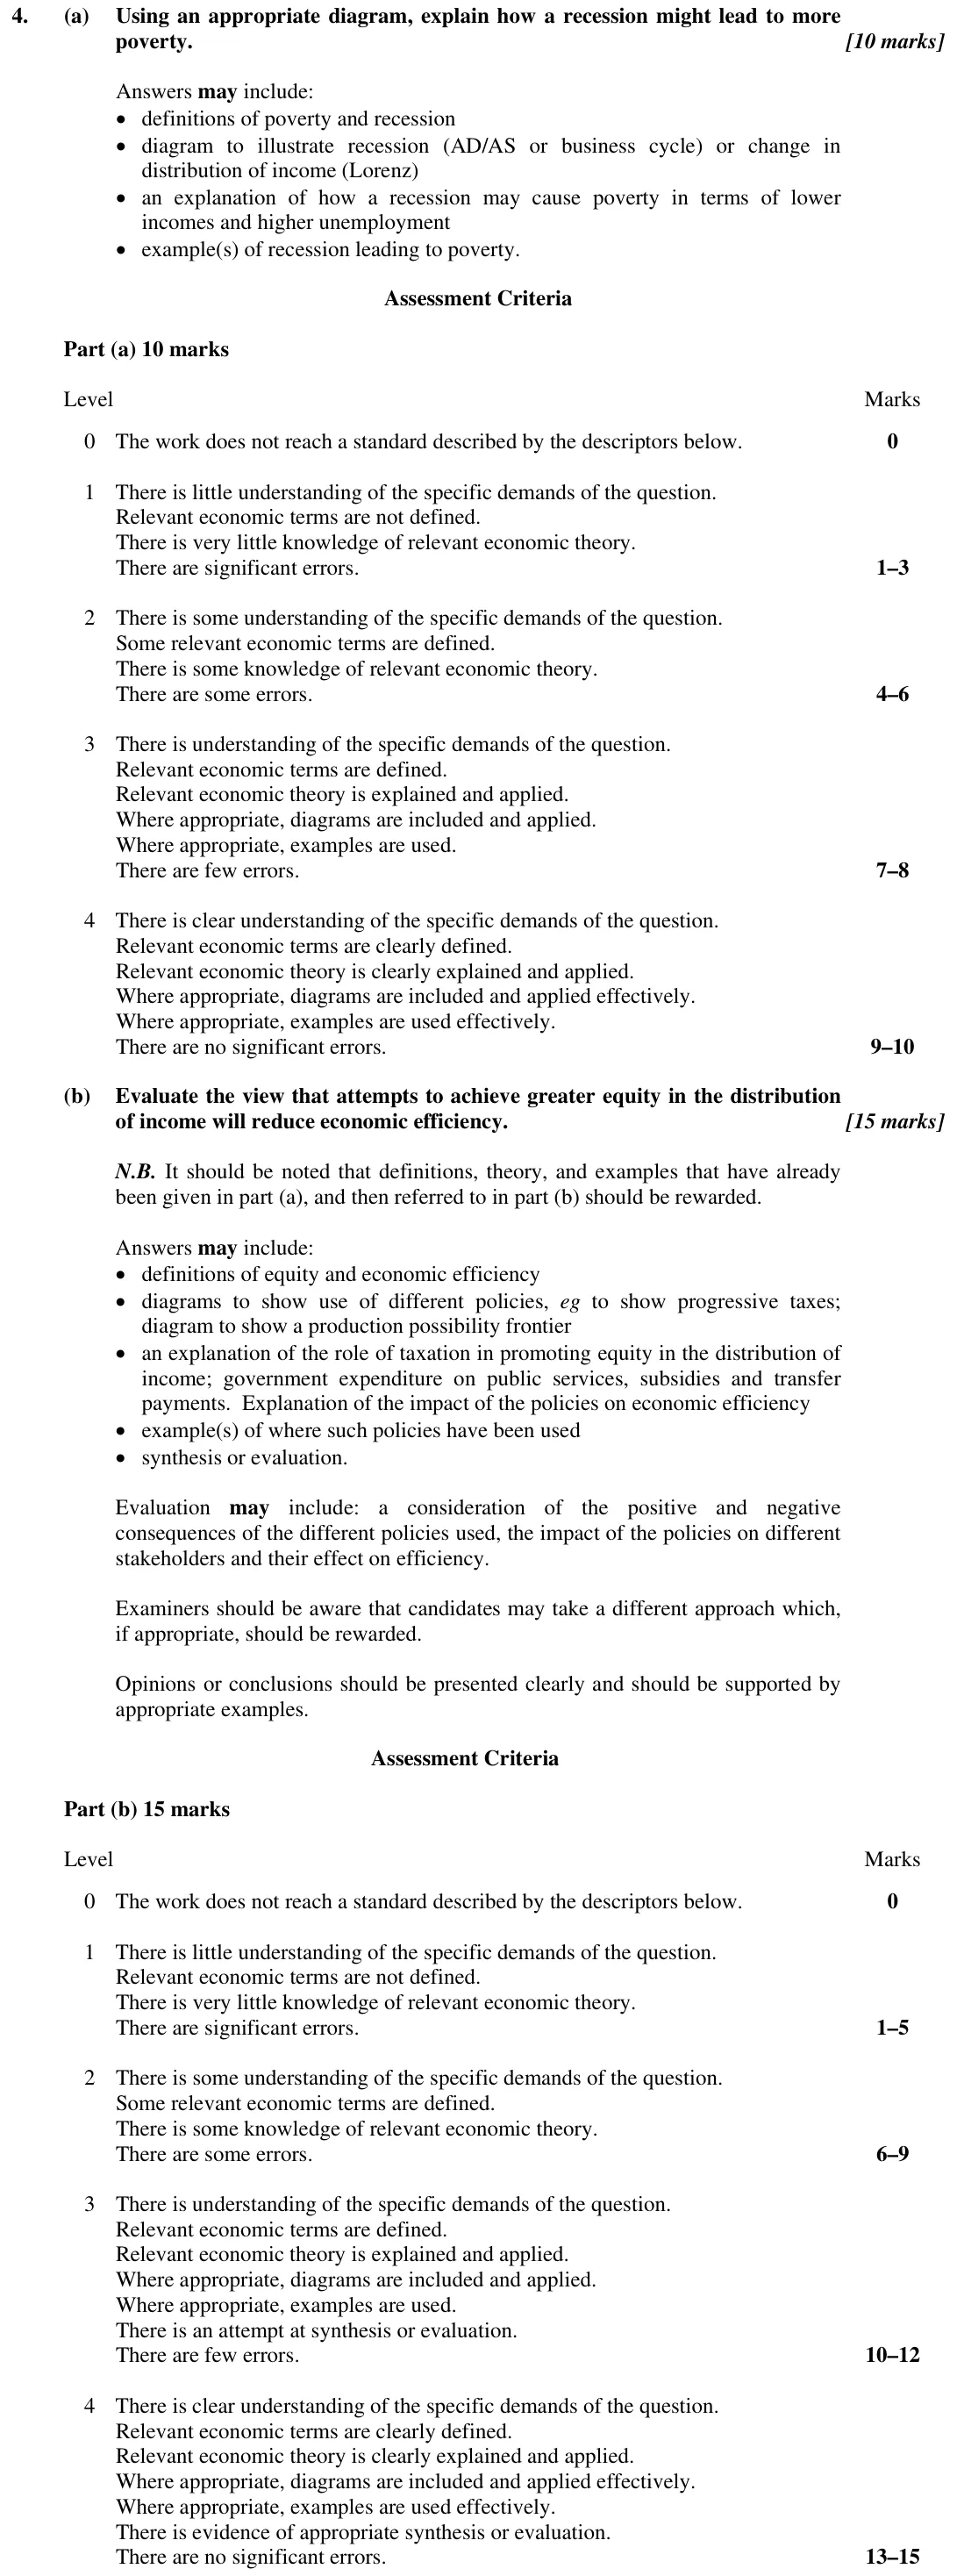 4. (a) Using an appropriate diagram, explain how a recession might lead to more
poverty. [10 marks]
Answers may include:
• definitions of poverty and recession
• diagram to illustrate recession (AD/AS or business cycle) or change in
distribution of income (Lorenz)
• an explanation of how a recession may cause poverty in terms of lower
incomes and higher unemployment
• example(s) of recession leading to poverty.
Assessment Criteria
Part (a) 10 marks
Level Marks
0 The work does not reach a standard described by the descriptors below. 0
1 There is little understanding of the specific demands of the question.
Relevant economic terms are not defined.
There is very little knowledge of relevant economic theory.
There are significant errors. 1–3
2 There is some understanding of the specific demands of the question.
Some relevant economic terms are defined.
There is some knowledge of relevant economic theory.
There are some errors. 4–6
3 There is understanding of the specific demands of the question.
Relevant economic terms are defined.
Relevant economic theory is explained and applied.
Where appropriate, diagrams are included and applied.
Where appropriate, examples are used.
There are few errors. 7–8
4 There is clear understanding of the specific demands of the question.
Relevant economic terms are clearly defined.
Relevant economic theory is clearly explained and applied.
Where appropriate, diagrams are included and applied effectively.
Where appropriate, examples are used effectively.
There are no significant errors. 9–10
(b) Evaluate the view that attempts to achieve greater equity in the distribution
of income will reduce economic efficiency. [15 marks]
N.B. It should be noted that definitions, theory, and examples that have already
been given in part (a), and then referred to in part (b) should be rewarded.
Answers may include:
• definitions of equity and economic efficiency
• diagrams to show use of different policies, eg to show progressive taxes;
diagram to show a production possibility frontier
• an explanation of the role of taxation in promoting equity in the distribution of
income; government expenditure on public services, subsidies and transfer
payments. Explanation of the impact of the policies on economic efficiency
• example(s) of where such policies have been used
• synthesis or evaluation.
Evaluation may include: a consideration of the positive and negative
consequences of the different policies used, the impact of the policies on different
stakeholders and their effect on efficiency.
Examiners should be aware that candidates may take a different approach which,
if appropriate, should be rewarded.
Opinions or conclusions should be presented clearly and should be supported by
appropriate examples.
Assessment Criteria
Part (b) 15 marks
Level Marks
0 The work does not reach a standard described by the descriptors below. 0
1 There is little understanding of the specific demands of the question.
Relevant economic terms are not defined.
There is very little knowledge of relevant economic theory.
There are significant errors. 1–5
2 There is some understanding of the specific demands of the question.
Some relevant economic terms are defined.
There is some knowledge of relevant economic theory.
There are some errors. 6–9
3 There is understanding of the specific demands of the question.
Relevant economic terms are defined.
Relevant economic theory is explained and applied.
Where appropriate, diagrams are included and applied.
Where appropriate, examples are used.
There is an attempt at synthesis or evaluation.
There are few errors. 10–12
4 There is clear understanding of the specific demands of the question.
Relevant economic terms are clearly defined.
Relevant economic theory is clearly explained and applied.
Where appropriate, diagrams are included and applied effectively.
Where appropriate, examples are used effectively.
There is evidence of appropriate synthesis or evaluation.
There are no significant errors. 13–15